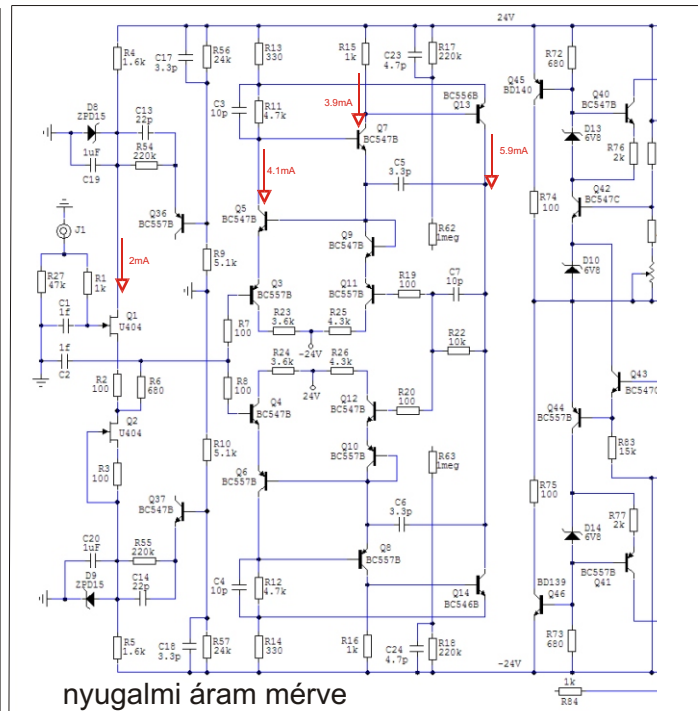 24V
R4
1.6k
C17
3.3p
R56
24k
R13
330
R15
1k
C23
4.7p
R17
220k
R72
680
Q45
BD140
Q40
BC547B
D8
ZPD15
C13
22p
C3
10p
R11
4.7k
3.9mA
Q7
BC547B
BC556B
Q13
D13
6V8
R76
2k
1uF
C19
R54
220k
4.1mA
C5
3.3p
5.9mA
Q42
BC547C
J1
Q36
BC557B
Q5
BC547B
R74
100
R62
1meg
R27
47k
R1
1k
2mA
R9
5.1k
Q9
BC547B
D10
6V8
C1
1f
Q1
U404
Q3
BC557B
Q11
BC557B
R19
100
C7
10p
R7
100
R23
3.6k
R25
4.3k
-24V
R22
10k
1f
C2
R2
100
R6
680
R24
3.6k
R26
4.3k
24V
R8
100
Q4
BC547B
Q12
BC547B
R20
100
Q43
BC547C
Q2
U404
R3
100
R10
5.1k
Q6
BC557B
Q10
BC557B
R63
1meg
Q44
BC557B
R83
15k
R75
100
Q37
BC547B
C6
3.3p
C20
1uF
R55
220k
Q8
BC557B
D14
6V8
R77
2k
D9
ZPD15
C14
22p
C4
10p
R12
4.7k
Q14
BC546B
BD139
Q46
BC557B
Q41
R5
1.6k
C18
3.3p
R57
24k
R14
330
R16
1k
C24
4.7p
R18
220k
R73
680
-24V
nyugalmi áram mérve
1k
R84